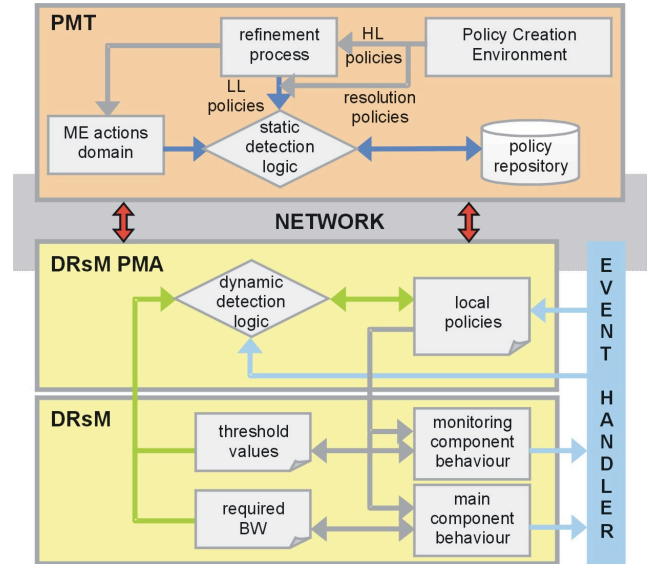 PMT
refinement
process
HL
policies
Policy Creation
Environment
LL
policies
resolution
policies
ME actions
domain
static
detection
logic
policy
repository
NETWORK
DRsM PMA
dynamic
detection
logic
local
policies
EVENT HANDLER
DRsM
threshold
values
monitoring
component
behaviour
required
BW
main
component
behaviour